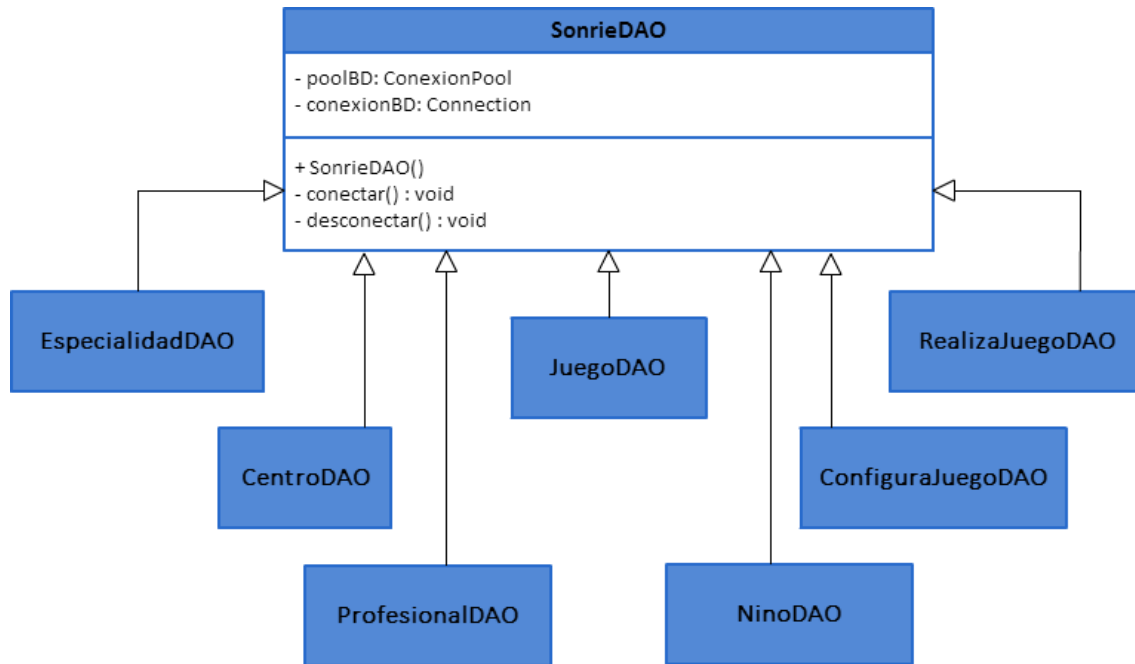 SonrieDAO
- poolBD: ConexionPool
- conexionBD: Connection
+ SonrieDAO()
- conectar() : void
- desconectar() : void
EspecialidadDAO
JuegoDAO
RealizaJuegoDAO
CentroDAO
ConfiguraJuegoDAO
ProfesionalDAO
NinoDAO